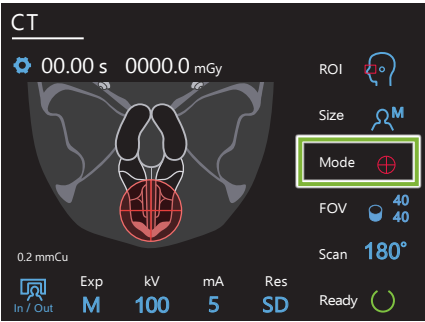 CT
00.00 s 0000.0 mGy
ROI
Size M
Mode
FOV 40
40
0.2 mmCu
Scan 180°
Exp kV mA Res
In / Out M 100 5 SD
Ready